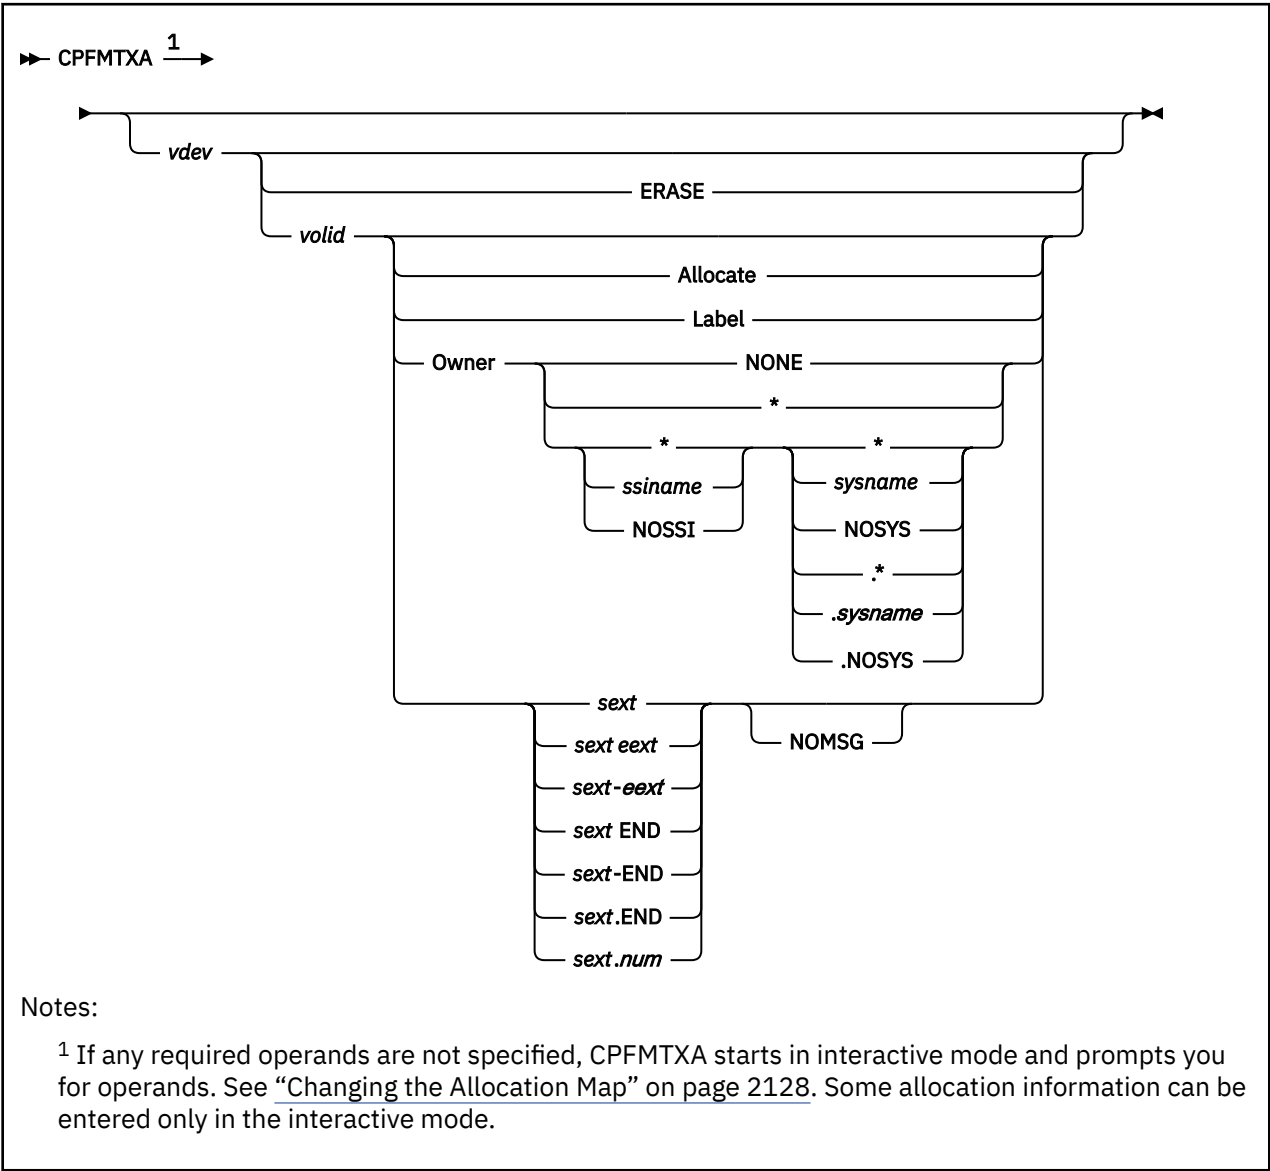 CPFMTXA 1
vdev
ERASE
volid
Allocate
Label
Owner NONE
*
* *
ssiname sysname
NOSSI NOSYS
.*
.sysname
.NOSYS
sext
sext eext NOMSG
sext-eext
sext END
sext-END
sext.END
sext.num
Notes:
1 If any required operands are not specified, CPFMTXA starts in interactive mode and prompts you
for operands. See “Changing the Allocation Map” on page 2128. Some allocation information can be
entered only in the interactive mode.